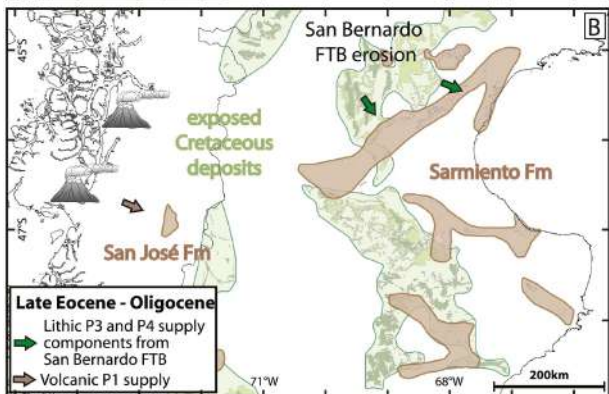 B
45°S
San Bernardo
FTB erosion
exposed
Cretaceous
deposits
Sarmiento Fm
47°S
San José Fm
Late Eocene - Oligocene
Lithic P3 and P4 supply
components from
San Bernardo FTB
Volcanic P1 supply
71°W
68°W
200km